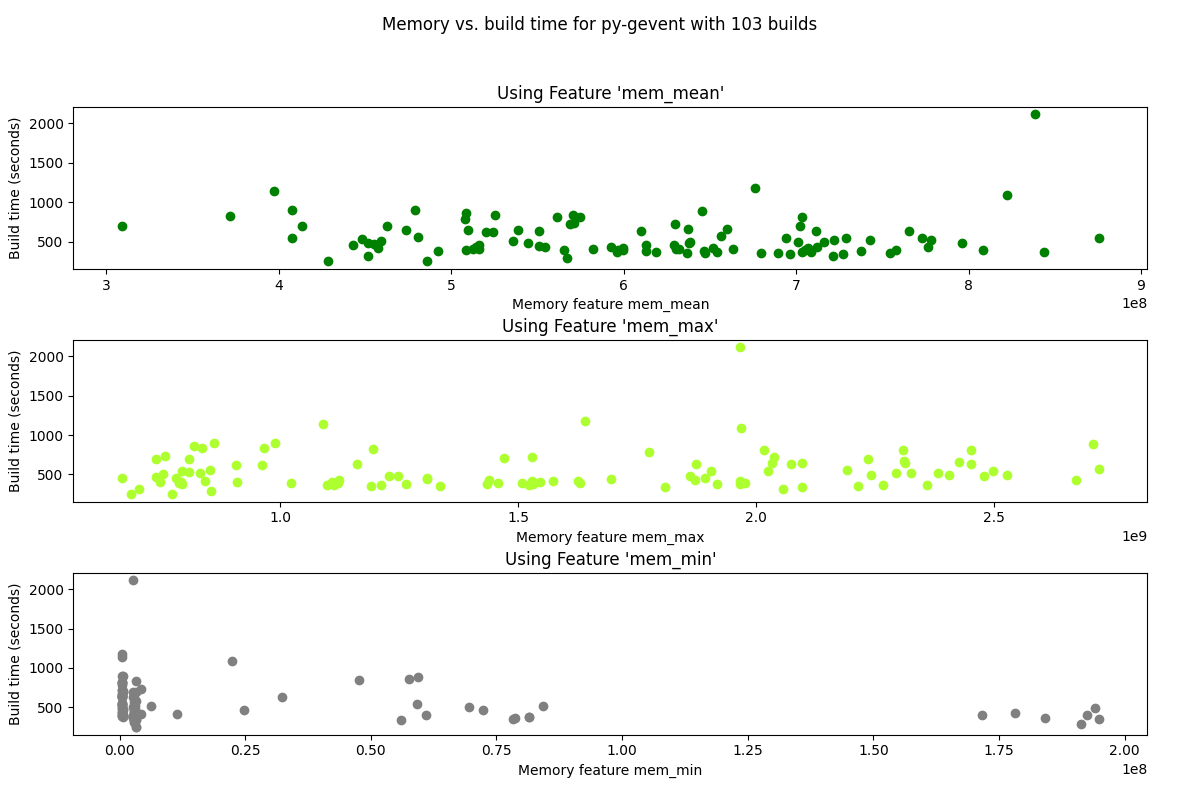 Memory vs. build time for py-gevent with 103 builds
Using Feature 'mem_mean'
Build time (seconds)
2000
1500
1000
500
3 4 5 6 7 8 9
1e8
Memory feature mem_mean
Using Feature 'mem_max'
Build time (seconds)
2000
1500
1000
500
1.0 1.5 2.0 2.5
1e9
Memory feature mem_max
Using Feature 'mem_min'
Build time (seconds)
2000
1500
1000
500
0.00 0.25 0.50 0.75 1.00 1.25 1.50 1.75 2.00
1e8
Memory feature mem_min